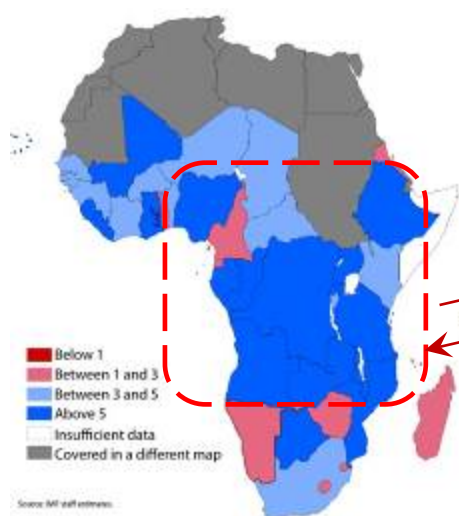 Below 1
Between 1 and 3
Between 3 and 5
Above 5
Insufficient data
Covered in a different map
Source: IMF staff estimates.